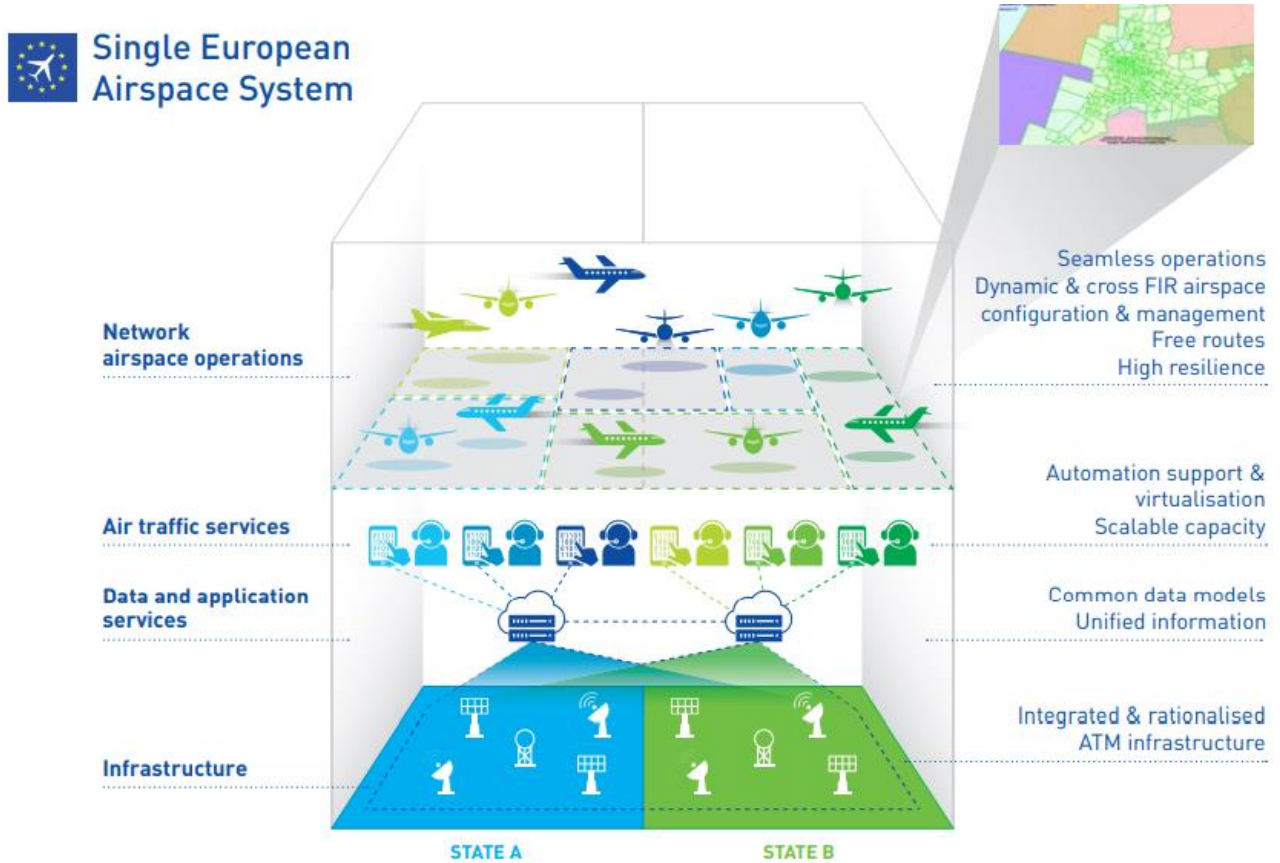 Single European
Airspace System
Network
airspace operations
Seamless operations
Dynamic & cross FIR airspace
configuration & management
Free routes
High resilience
Air traffic services
Automation support &
virtualisation
Scalable capacity
Data and application
services
Common data models
Unified information
Infrastructure
Integrated & rationalised
ATM infrastructure
STATE A
STATE B